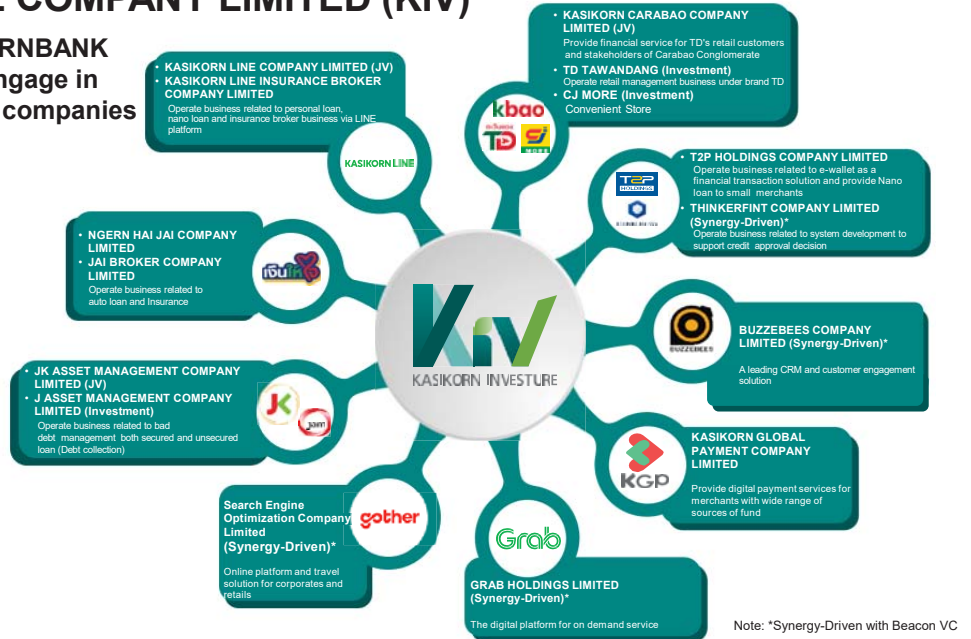 E COMPANY LIMITED (KIV)
RNBANK
ngage in
companies
• KASIKORN LINE COMPANY LIMITED (JV)
• KASIKORN LINE INSURANCE BROKER
COMPANY LIMITED
Operate business related to personal loan,
nano loan and insurance broker business via LINE
platform
KASIKORN LINE
• KASIKORN CARABAO COMPANY
LIMITED (JV)
Provide financial service for TD's retail customers
and stakeholders of Carabao Conglomerate
• TD TAWANDANG (Investment)
Operate retail management business under brand TD
• CJ MORE (Investment)
Convenient Store
kbao
TD
CJ
MORE
• T2P HOLDINGS COMPANY LIMITED
Operate business related to e-wallet as a
financial transaction solution and provide Nano
loan to small merchants
• THINKERFINT COMPANY LIMITED
(Synergy-Driven)*
Operate business related to system development to
support credit approval decision
T2P
HOLDINGS
• NGERN HAI JAI COMPANY
LIMITED
• JAI BROKER COMPANY
LIMITED
Operate business related to
auto loan and Insurance
เงินให้
KIV
KASIKORN INVESTURE
BUZZEBEES
BUZZEBEES COMPANY
LIMITED (Synergy-Driven)*
A leading CRM and customer engagement
solution
• JK ASSET MANAGEMENT COMPANY
LIMITED (JV)
• J ASSET MANAGEMENT COMPANY
LIMITED (Investment)
Operate business related to bad
debt management both secured and unsecured
loan (Debt collection)
JK
KGP
KASIKORN GLOBAL
PAYMENT COMPANY
LIMITED
Provide digital payment services for
merchants with wide range of
sources of fund
Search Engine
Optimization Company
Limited
(Synergy-Driven)*
Online platform and travel
solution for corporates and
retails
gother
Grab
GRAB HOLDINGS LIMITED
(Synergy-Driven)*
The digital platform for on demand service
Note: *Synergy-Driven with Beacon VC